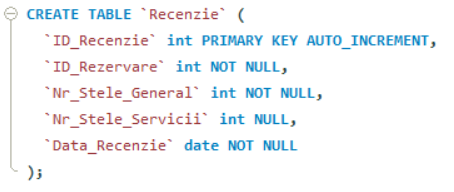 CREATE TABLE `Recenzie` (
`ID_Recenzie` int PRIMARY KEY AUTO_INCREMENT,
`ID_Rezervare` int NOT NULL,
`Nr_Stele_General` int NOT NULL,
`Nr_Stele_Servicii` int NULL,
`Data_Recenzie` date NOT NULL
);